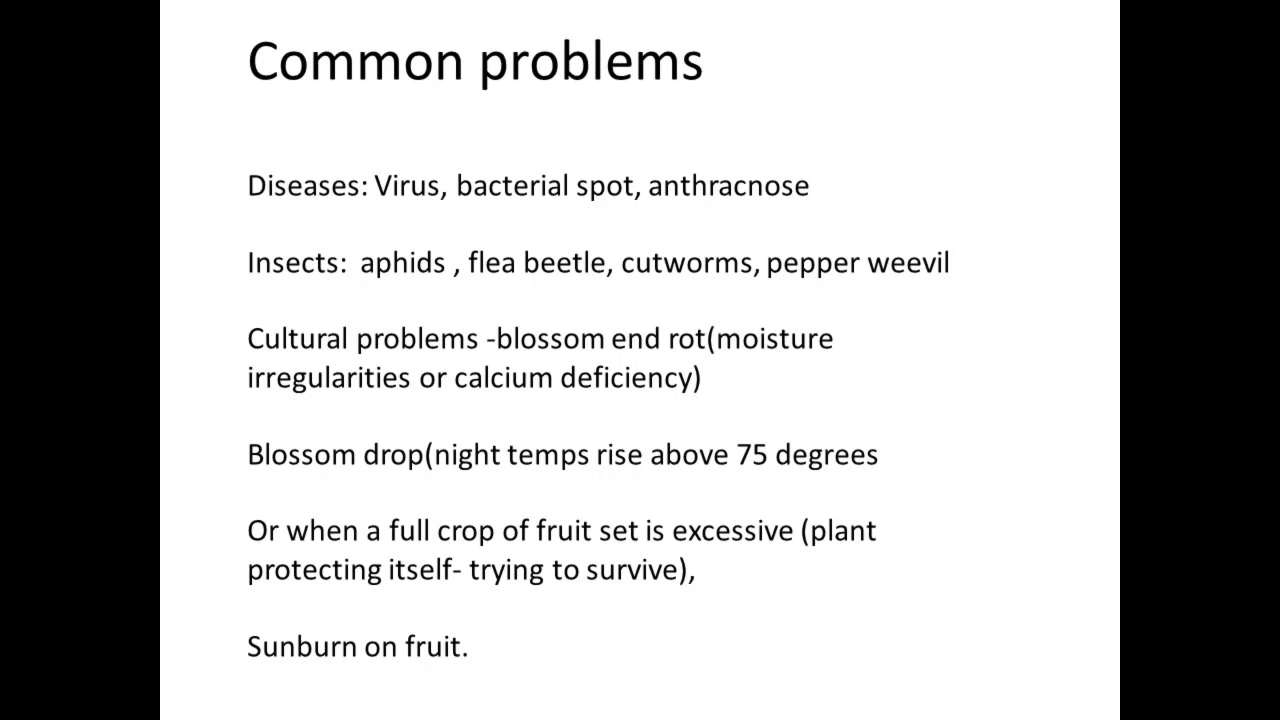 Common problems
Diseases: Virus, bacterial spot, anthracnose
Insects:  aphids , flea beetle, cutworms, pepper weevil
Cultural problems -blossom end rot(moisture
irregularities or calcium deficiency)
Blossom drop(night temps rise above 75 degrees
Or when a full crop of fruit set is excessive (plant
protecting itself- trying to survive),
Sunburn on fruit.